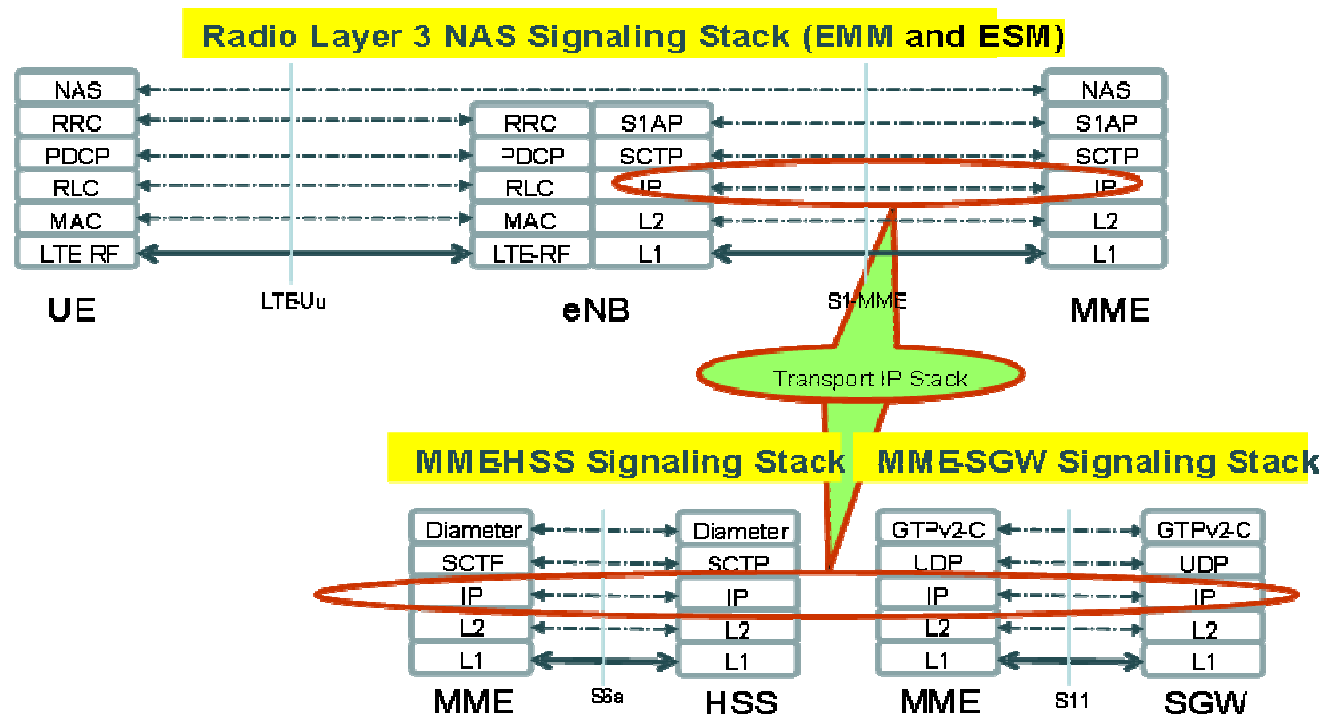 Radio Layer 3 NAS Signaling Stack (EMM and ESM)
NAS NAS
RRC RRC S1AP S1AP
PDCP PDCP SCTP SCTP
RLC RLC IP IP
MAC MAC L2 L2
LTE RF LTE-RF L1 L1
UE LTE-Uu eNB S1-MME MME
Transport IP Stack
MME-HSS Signaling Stack MME-SGW Signaling Stack
Diameter Diameter GTPv2-C GTPv2-C
SCTP SCTP UDP UDP
IP IP IP IP
L2 L2 L2 L2
L1 L1 L1 L1
MME S6a HSS MME S11 SGW